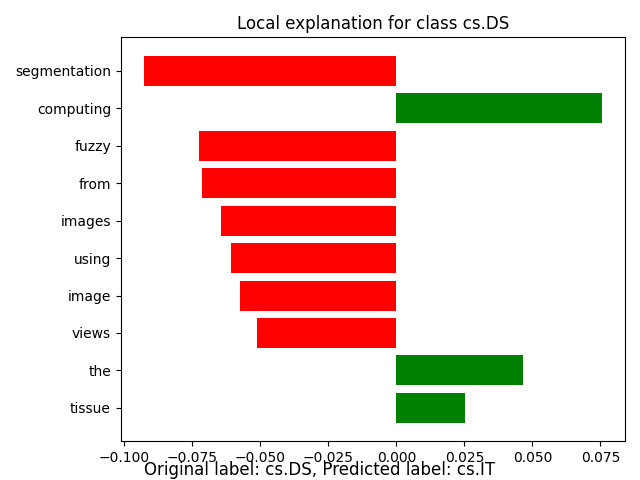 Local explanation for class cs.DS
segmentation
computing
fuzzy
from
images
using
image
views
the
tissue
−0.100 −0.075 −0.050 −0.025 0.000 0.025 0.050 0.075
Original label: cs.DS, Predicted label: cs.IT